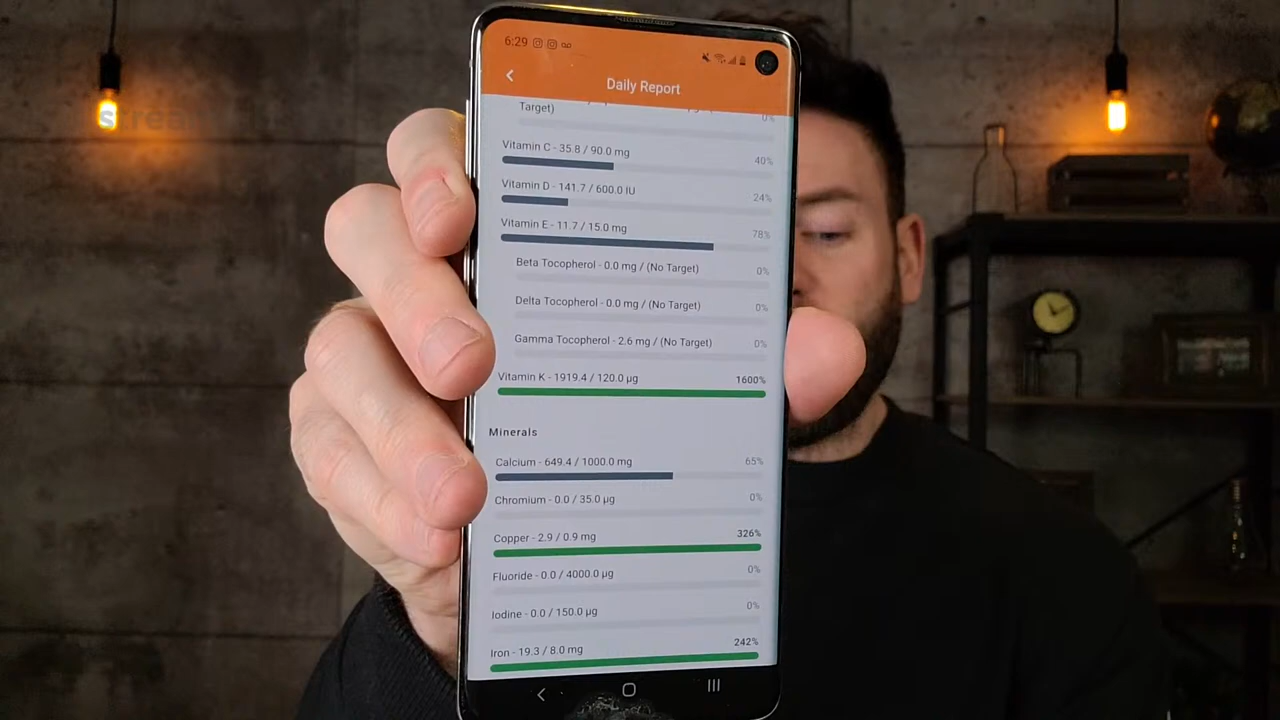 6:29
Daily Report
Target)
0%
Vitamin C - 35.8 / 90.0 mg
40%
Vitamin D - 141.7 / 600.0 IU
24%
Vitamin E - 11.7 / 15.0 mg
78%
Beta Tocopherol - 0.0 mg / (No Target)
0%
Delta Tocopherol - 0.0 mg / (No Target)
0%
Gamma Tocopherol - 2.6 mg / (No Target)
0%
Vitamin K - 1919.4 / 120.0 µg
1600%
Minerals
Calcium - 649.4 / 1000.0 mg
65%
Chromium - 0.0 / 35.0 µg
0%
Copper - 2.9 / 0.9 mg
326%
Fluoride - 0.0 / 4000.0 µg
0%
Iodine - 0.0 / 150.0 µg
0%
Iron - 19.3 / 8.0 mg
242%